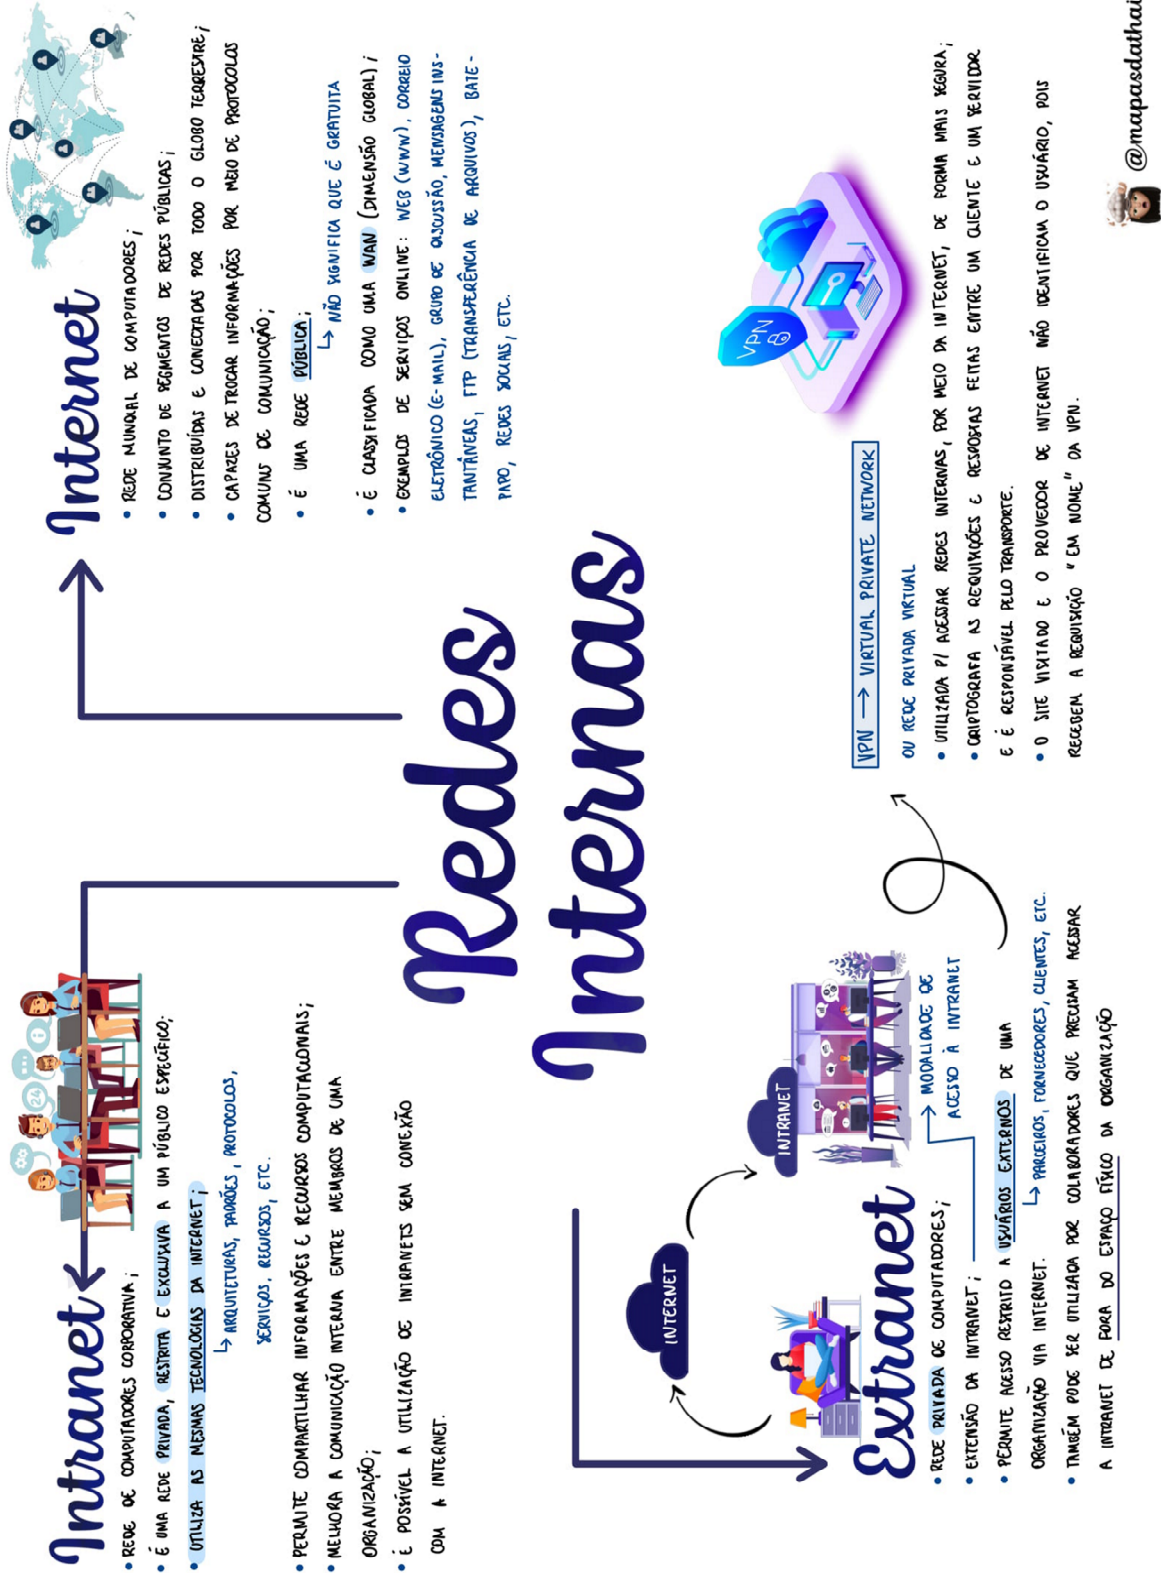 Redes
Internas
Intranet
• REDE DE COMPUTADORES CORPORATIVA;
• É UMA REDE PRIVADA, RESTRITA E EXCLUSIVA A UM PÚBLICO ESPECÍFICO;
• UTILIZA AS MESMAS TECNOLOGIAS DA INTERNET;
↳ ARQUITETURAS, PADRÕES, PROTOCOLOS,
SERVIÇOS, RECURSOS, ETC.
• PERMITE COMPARTILHAR INFORMAÇÕES E RECURSOS COMPUTACIONAIS;
• MELHORA A COMUNICAÇÃO INTERNA ENTRE MEMBROS DE UMA
ORGANIZAÇÃO;
• É POSSÍVEL A UTILIZAÇÃO DE INTRANETS SEM CONEXÃO
COM A INTERNET.
24
Internet
• REDE MUNDIAL DE COMPUTADORES;
• CONJUNTO DE SEGMENTOS DE REDES PÚBLICAS;
• DISTRIBUÍDAS E CONECTADAS POR TODO O GLOBO TERRESTRE;
• CAPAZES DE TROCAR INFORMAÇÕES POR MEIO DE PROTOCOLOS
COMUNS DE COMUNICAÇÃO;
• É UMA REDE PÚBLICA;
↳ NÃO SIGNIFICA QUE É GRATUITA
• É CLASSIFICADA COMO UMA WAN (DIMENSÃO GLOBAL);
• EXEMPLOS DE SERVIÇOS ONLINE: WEB (WWW), CORREIO
ELETRÔNICO (E-MAIL), GRUPO DE DISCUSSÃO, MENSAGENS INS-
TANTÂNEAS, FTP (TRANSFERÊNCIA DE ARQUIVOS), BATE-
PAPO, REDES SOCIAIS, ETC.
INTERNET
INTRANET
Extranet
• REDE PRIVADA DE COMPUTADORES;
• EXTENSÃO DA INTRANET;
→ MODALIDADE DE
ACESSO À INTRANET
• PERMITE ACESSO RESTRITO A USUÁRIOS EXTERNOS DE UMA
ORGANIZAÇÃO VIA INTERNET.
↳ PARCEIROS, FORNECEDORES, CLIENTES, ETC.
• TAMBÉM PODE SER UTILIZADA POR COLABORADORES QUE PRECISAM ACESSAR
A INTRANET DE FORA DO ESPAÇO FÍSICO DA ORGANIZAÇÃO
VPN
VPN → VIRTUAL PRIVATE NETWORK
OU REDE PRIVADA VIRTUAL
• UTILIZADA P/ ACESSAR REDES INTERNAS, POR MEIO DA INTERNET, DE FORMA MAIS SEGURA;
• CRIPTOGRAFA AS REQUISIÇÕES E RESPOSTAS FEITAS ENTRE UM CLIENTE E UM SERVIDOR
E É RESPONSÁVEL PELO TRANSPORTE.
• O SITE VISITADO E O PROVEDOR DE INTERNET NÃO IDENTIFICAM O USUÁRIO, POIS
RECEBEM A REQUISIÇÃO "EM NOME" DA VPN.
@mapasdathai